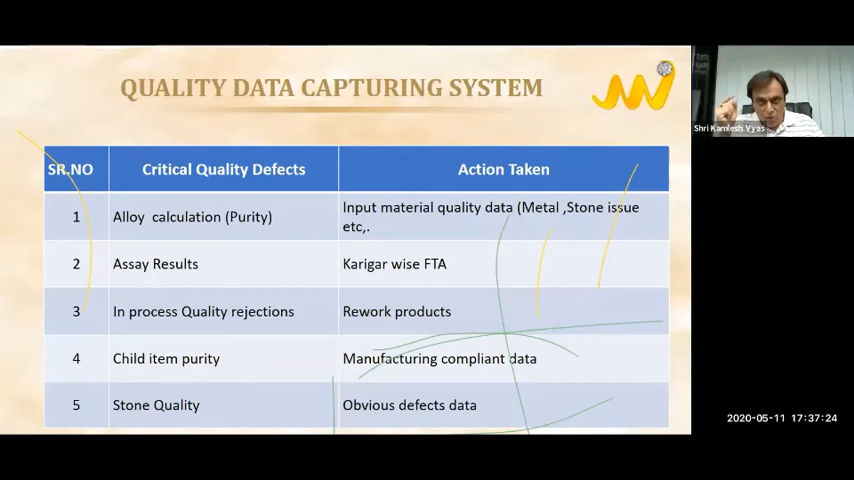 QUALITY DATA CAPTURING SYSTEM
Shri Kamlesh Vyas
SR.NO Critical Quality Defects Action Taken
1 Alloy calculation (Purity) Input material quality data (Metal ,Stone issue
etc,.
2 Assay Results Karigar wise FTA
3 In process Quality rejections Rework products
4 Child item purity Manufacturing compliant data
5 Stone Quality Obvious defects data
2020-05-11 17:37:24